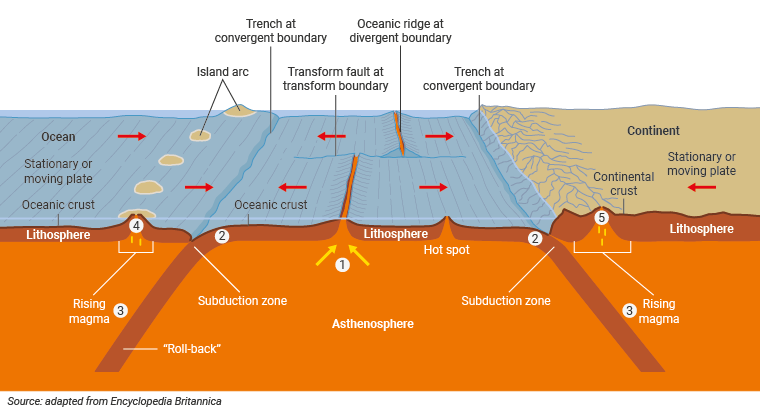 Trench at
convergent boundary
Oceanic ridge at
divergent boundary
Island arc
Transform fault at
transform boundary
Trench at
convergent boundary
Ocean
Continent
Stationary or
moving plate
Stationary or
moving plate
Continental
crust
Oceanic crust
Oceanic crust
4
5
Lithosphere
2
Lithosphere
2
Lithosphere
Hot spot
1
Rising
magma
3
Subduction zone
Subduction zone
3
Rising
magma
Asthenosphere
“Roll-back”
Source: adapted from Encyclopedia Britannica